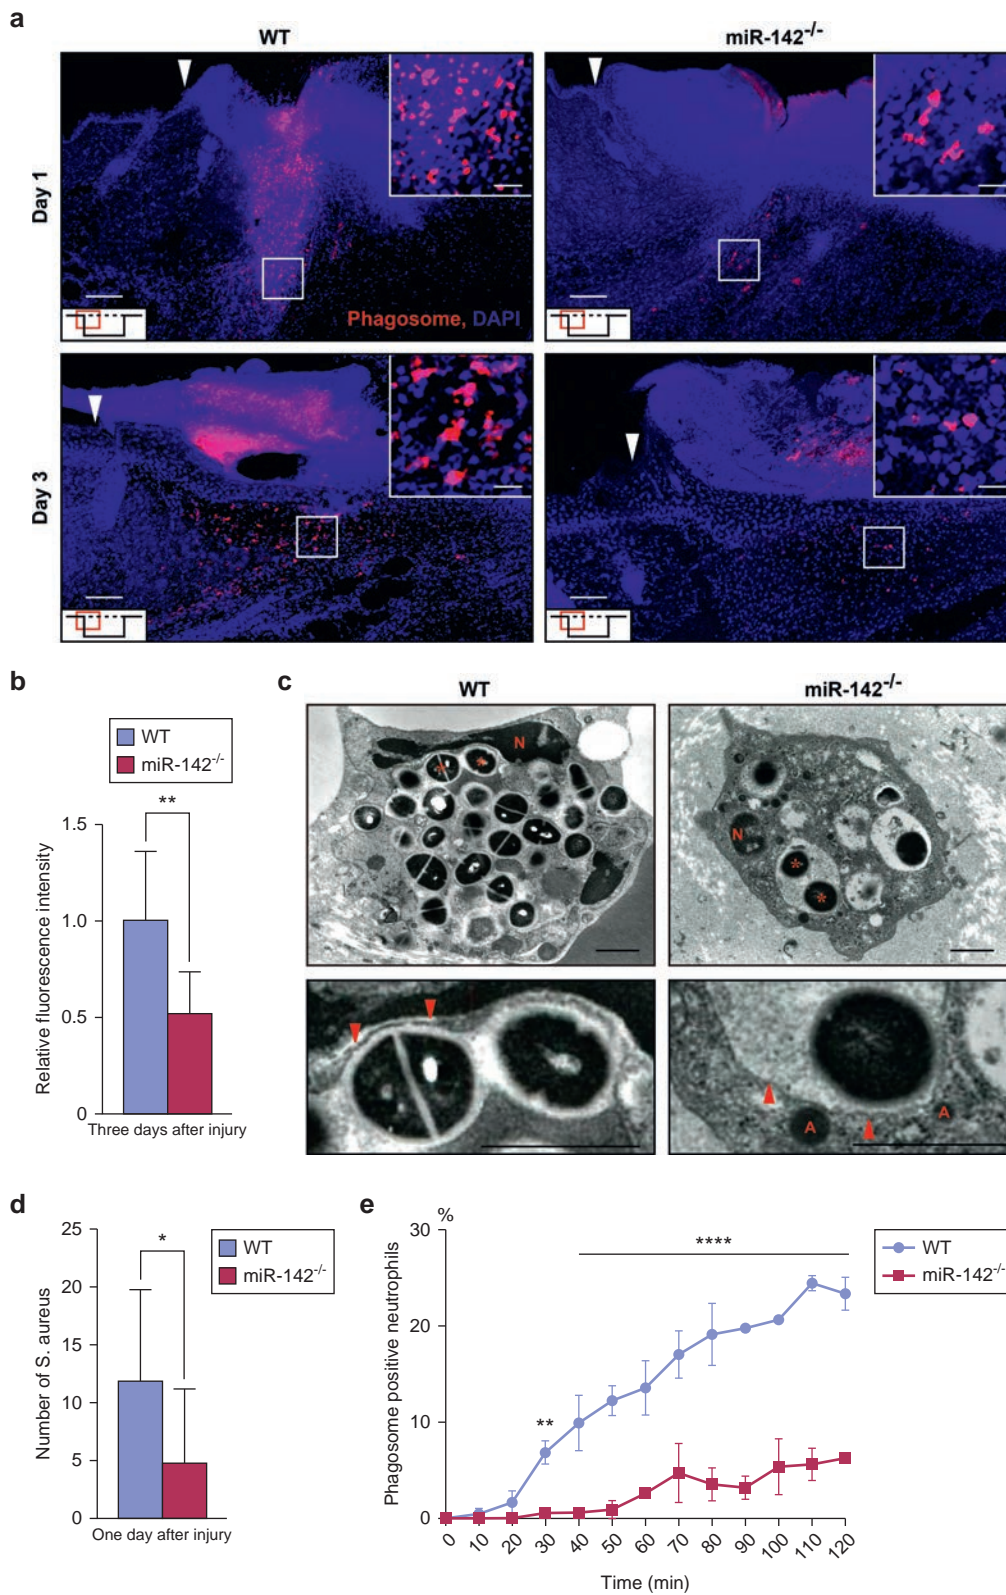 a
WT
miR-142-/-
Day 1
Phagosome, DAPI
Day 3
b
WT
miR-142-/-
**
Relative fluorescence intensity
1.5
1.0
0.5
0
Three days after injury
c
WT
miR-142-/-
N
*
*
N
*
*
A
A
d
WT
miR-142-/-
*
Number of S. aureus
25
20
15
10
5
0
One day after injury
e
%
WT
miR-142-/-
****
**
Phagosome positive neutrophils
30
20
10
0
0 10 20 30 40 50 60 70 80 90 100 110 120
Time (min)